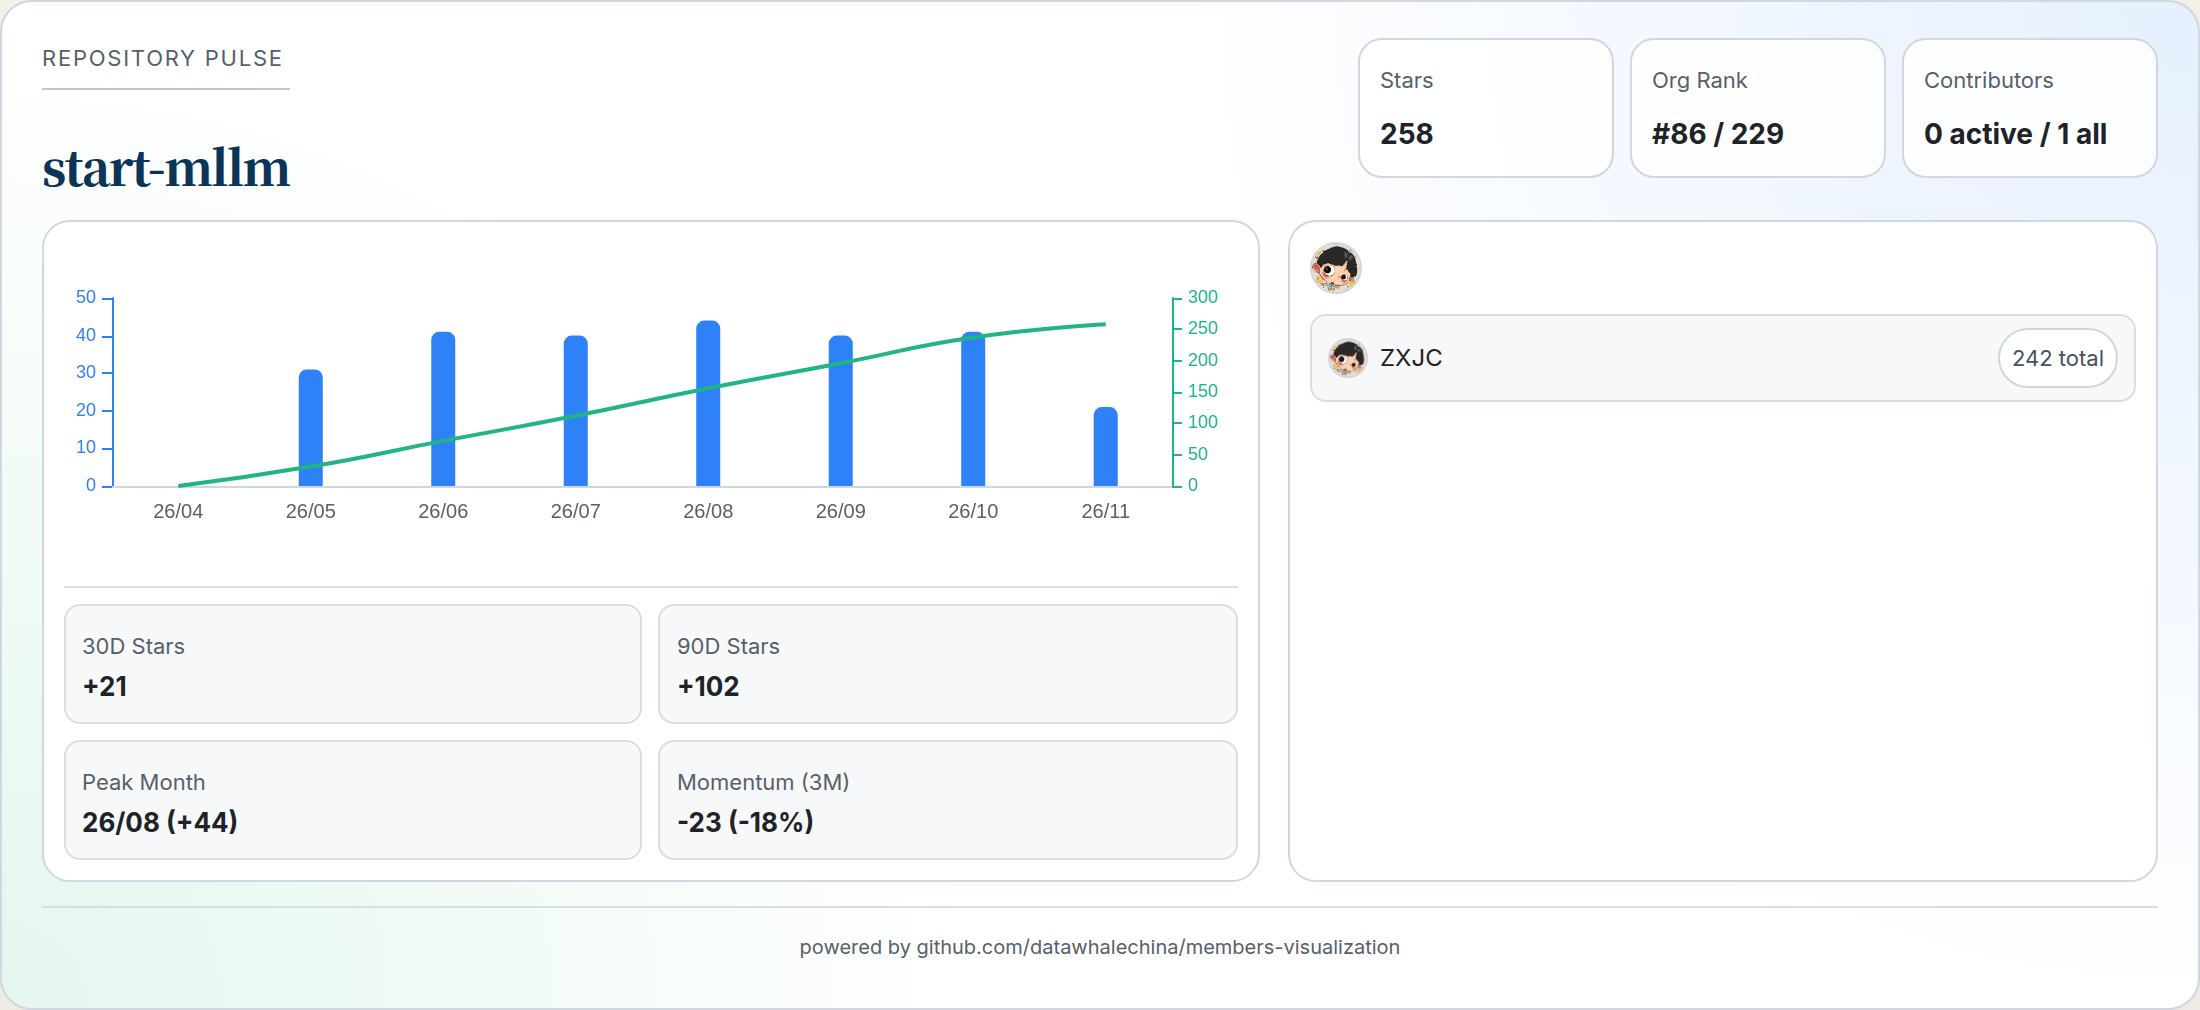 REPOSITORY PULSE
start-mllm
Stars
258
Org Rank
#86 / 229
Contributors
0 active / 1 all
50
40
30
20
10
0
300
250
200
150
100
50
0
26/04 26/05 26/06 26/07 26/08 26/09 26/10 26/11
30D Stars
+21
90D Stars
+102
Peak Month
26/08 (+44)
Momentum (3M)
-23 (-18%)
ZXJC
242 total
powered by github.com/datawhalechina/members-visualization